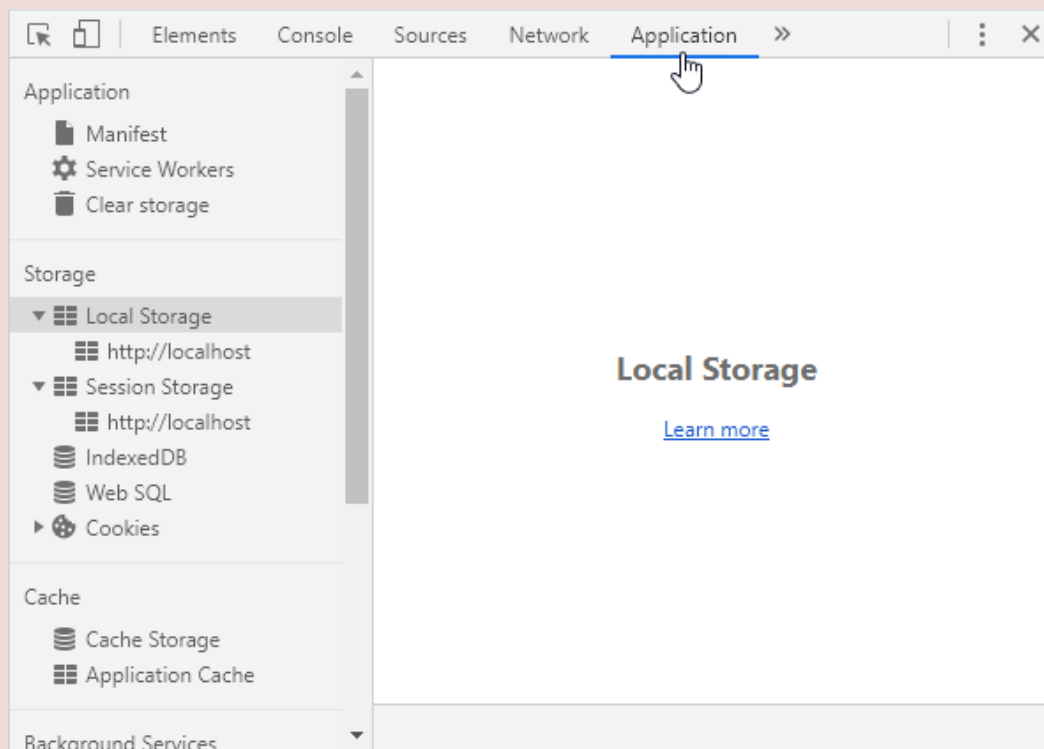 Elements Console Sources Network Application
Application
Manifest
Service Workers
Clear storage
Storage
Local Storage
http://localhost
Session Storage
http://localhost
IndexedDB
Web SQL
Cookies
Cache
Cache Storage
Application Cache
Background Services
Local Storage
Learn more